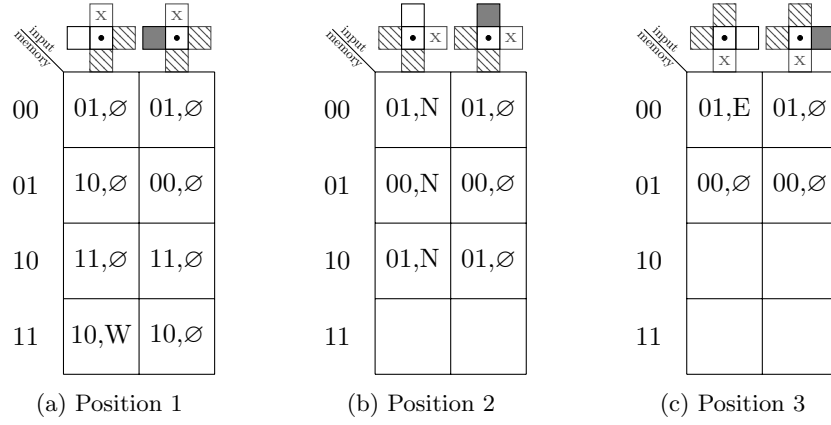 x x x x
x x
input
memory
input
memory
input
memory
00 01,∅ 01,∅ 00 01,N 01,∅ 00 01,E 01,∅
01 10,∅ 00,∅ 01 00,N 00,∅ 01 00,∅ 00,∅
10 11,∅ 11,∅ 10 01,N 01,∅ 10
11 10,W 10,∅ 11 11
(a) Position 1 (b) Position 2 (c) Position 3